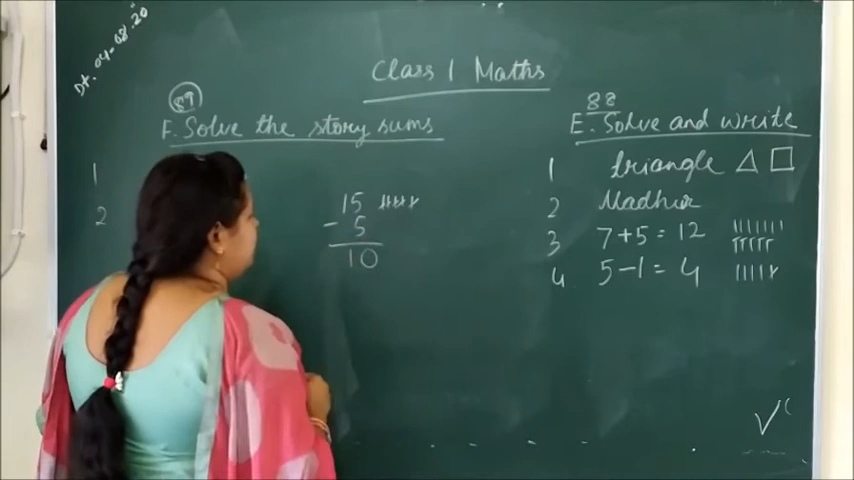 Dt. 04-08-20
Class 1 Maths
89
F. Solve the story sums
1
2
15
- 5
10
88
E. Solve and write
1 triangle
2 Madhur
3 7+5=12
4 5-1=4